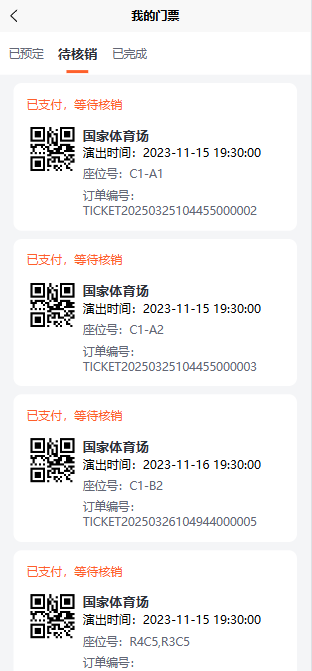 我的门票
已预定 待核销 已完成
已支付，等待核销
国家体育场
演出时间：2023-11-15 19:30:00
座位号：C1-A1
订单编号：
TICKET20250325104455000002
已支付，等待核销
国家体育场
演出时间：2023-11-15 19:30:00
座位号：C1-A2
订单编号：
TICKET20250325104455000003
已支付，等待核销
国家体育场
演出时间：2023-11-16 19:30:00
座位号：C1-B2
订单编号：
TICKET20250326104944000005
已支付，等待核销
国家体育场
演出时间：2023-11-15 19:30:00
座位号：R4C5,R3C5
订单编号：